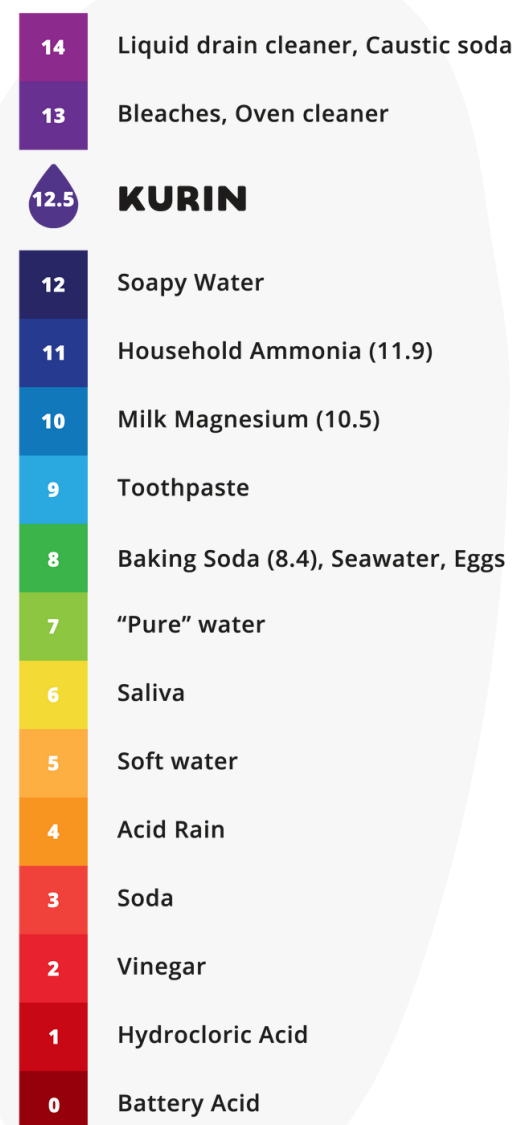 14 Liquid drain cleaner, Caustic soda
13 Bleaches, Oven cleaner
12.5 KURIN
12 Soapy Water
11 Household Ammonia (11.9)
10 Milk Magnesium (10.5)
9 Toothpaste
8 Baking Soda (8.4), Seawater, Eggs
7 “Pure” water
6 Saliva
5 Soft water
4 Acid Rain
3 Soda
2 Vinegar
1 Hydrocloric Acid
0 Battery Acid